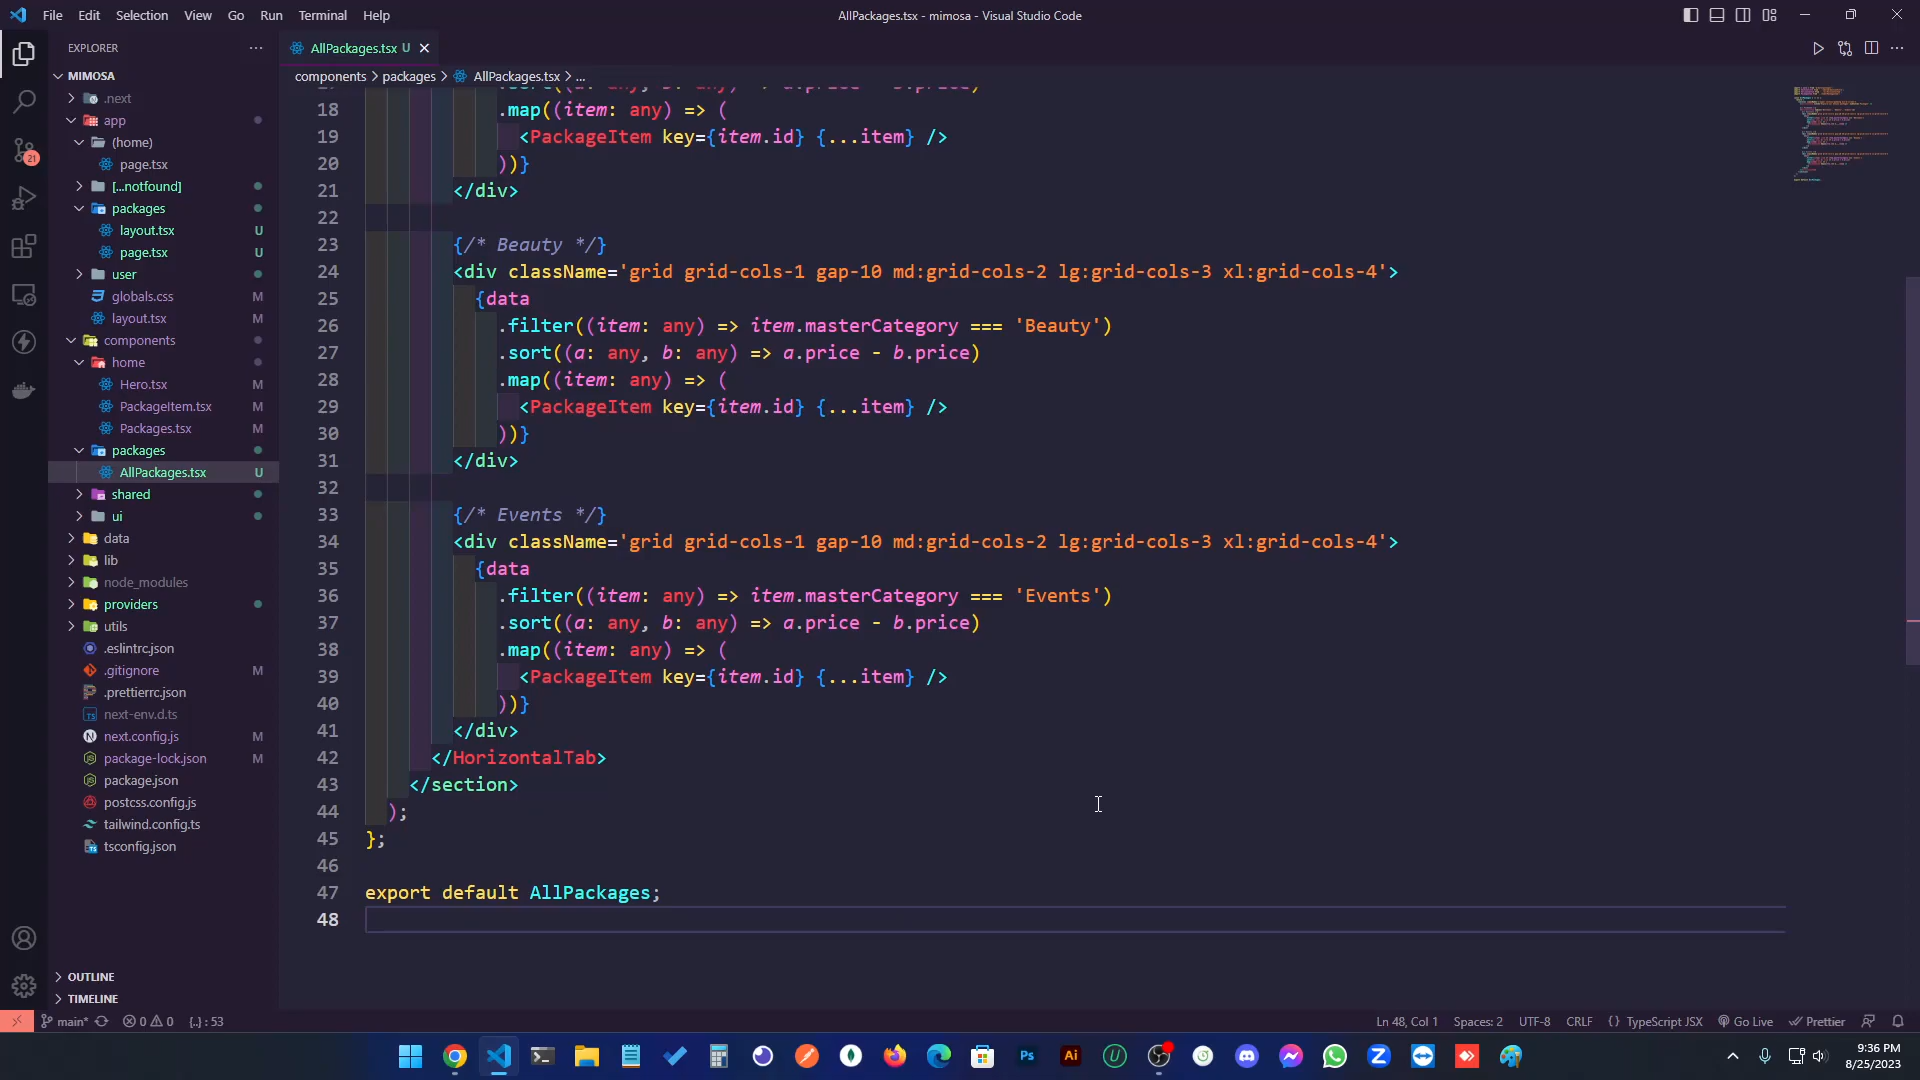 File Edit Selection View Go Run Terminal Help
AllPackages.tsx - mimosa - Visual Studio Code
EXPLORER
MIMOSA
.next
app
(home)
page.tsx
[...notfound]
packages
layout.tsx U
page.tsx U
user
globals.css M
layout.tsx M
components
home
Hero.tsx M
PackageItem.tsx M
Packages.tsx M
packages
AllPackages.tsx U
shared
ui
data
lib
node_modules
providers
utils
.eslintrc.json
.gitignore M
.prettierrc.json
next-env.d.ts
next.config.js M
package-lock.json M
package.json
postcss.config.js
tailwind.config.ts
tsconfig.json
OUTLINE
TIMELINE
21
AllPackages.tsx U
components > packages > AllPackages.tsx > ...
17 .sort((a: any, b: any) => a.price - b.price)
18 .map((item: any) => (
19 <PackageItem key={item.id} {...item} />
20 ))}
21 </div>
22
23 {/* Beauty */}
24 <div className='grid grid-cols-1 gap-10 md:grid-cols-2 lg:grid-cols-3 xl:grid-cols-4'>
25 {data
26 .filter((item: any) => item.masterCategory === 'Beauty')
27 .sort((a: any, b: any) => a.price - b.price)
28 .map((item: any) => (
29 <PackageItem key={item.id} {...item} />
30 ))}
31 </div>
32
33 {/* Events */}
34 <div className='grid grid-cols-1 gap-10 md:grid-cols-2 lg:grid-cols-3 xl:grid-cols-4'>
35 {data
36 .filter((item: any) => item.masterCategory === 'Events')
37 .sort((a: any, b: any) => a.price - b.price)
38 .map((item: any) => (
39 <PackageItem key={item.id} {...item} />
40 ))}
41 </div>
42 </HorizontalTab>
43 </section>
44 );
45 };
46
47 export default AllPackages;
48
main* 0 0 {..} : 53
Ln 48, Col 1 Spaces: 2 UTF-8 CRLF {} TypeScript JSX Go Live Prettier
Ps Ai
9:36 PM
8/25/2023